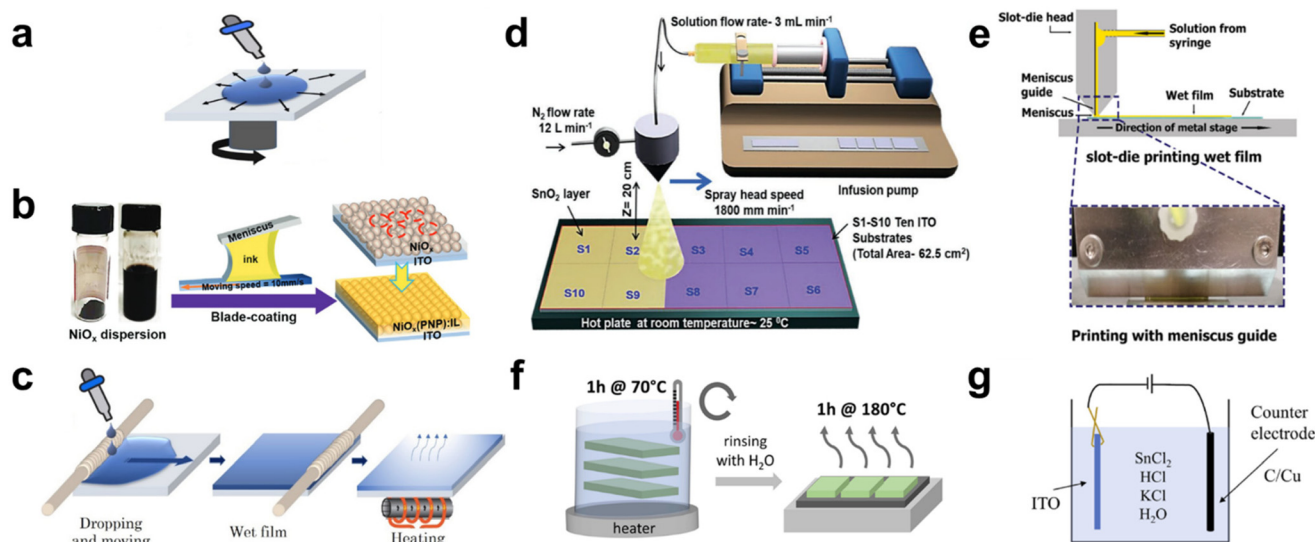 a
b
Meniscus
ink
Moving speed = 10mm/s
Blade-coating
NiOx dispersion
NiOx
ITO
NiOx(PNP):IL
ITO
c
Dropping
and moving
Wet film
Heating
d
Solution flow rate- 3 mL min-1
N2 flow rate
12 L min-1
Z= 20 cm
Infusion pump
Spray head speed
1800 mm min-1
SnO2 layer
S1 S2 S3 S4 S5
S10 S9 S8 S7 S6
S1-S10 Ten ITO
Substrates
(Total Area- 62.5 cm2)
Hot plate at room temperature~ 25 0C
e
Slot-die head
Solution from
syringe
Meniscus
guide
Meniscus
Wet film
Substrate
Direction of metal stage
slot-die printing wet film
Printing with meniscus guide
f
1h @ 70°C
heater
rinsing
with H2O
1h @ 180°C
g
ITO
SnCl2
HCl
KCl
H2O
Counter
electrode
C/Cu